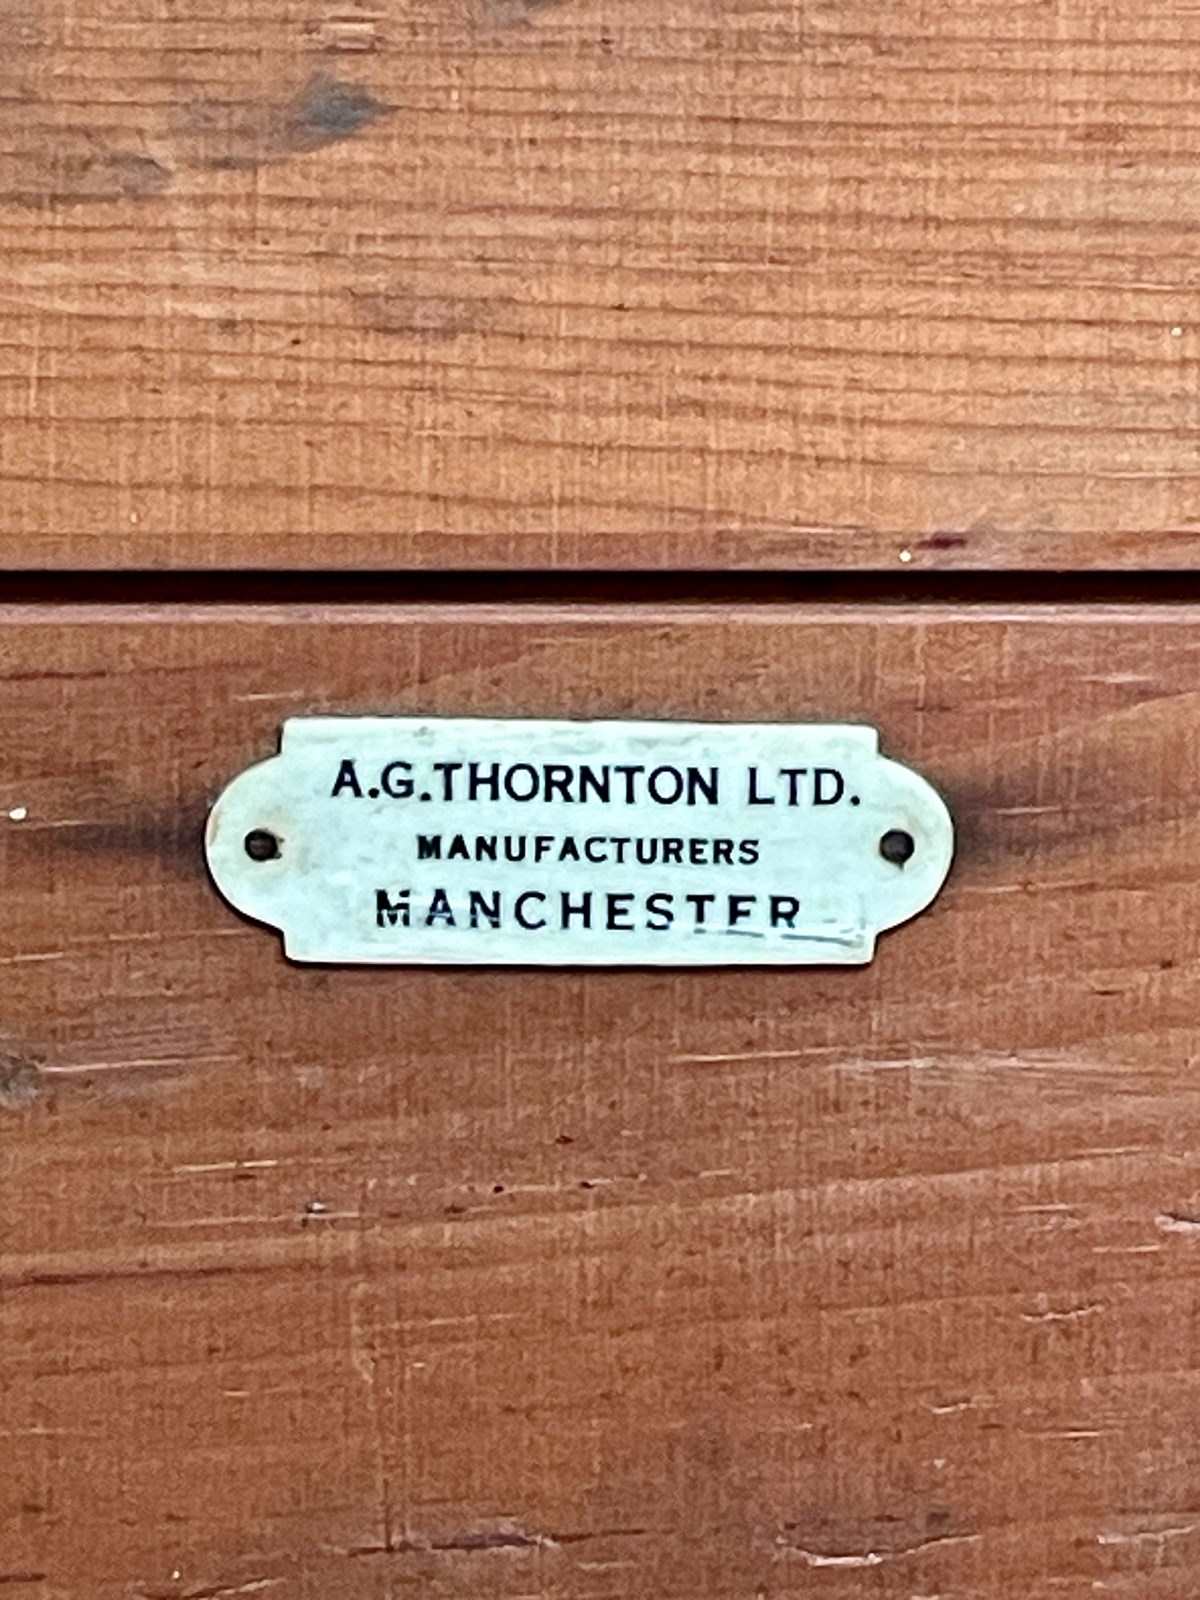 A.G.THORNTON LTD.
MANUFACTURERS
MANCHESTER